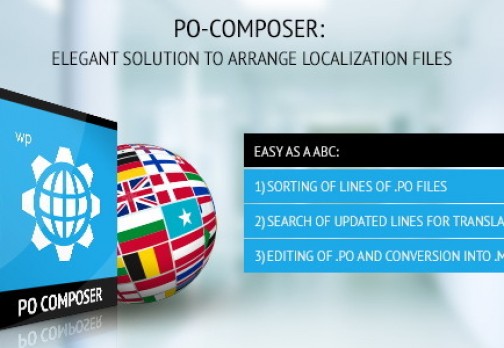 PO-COMPOSER:
ELEGANT SOLUTION TO ARRANGE LOCALIZATION FILES
wp
PO COMPOSER
EASY AS A ABC:
1) SORTING OF LINES OF .PO FILES
2) SEARCH OF UPDATED LINES FOR TRANSLA
3) EDITING OF .PO AND CONVERSION INTO .M